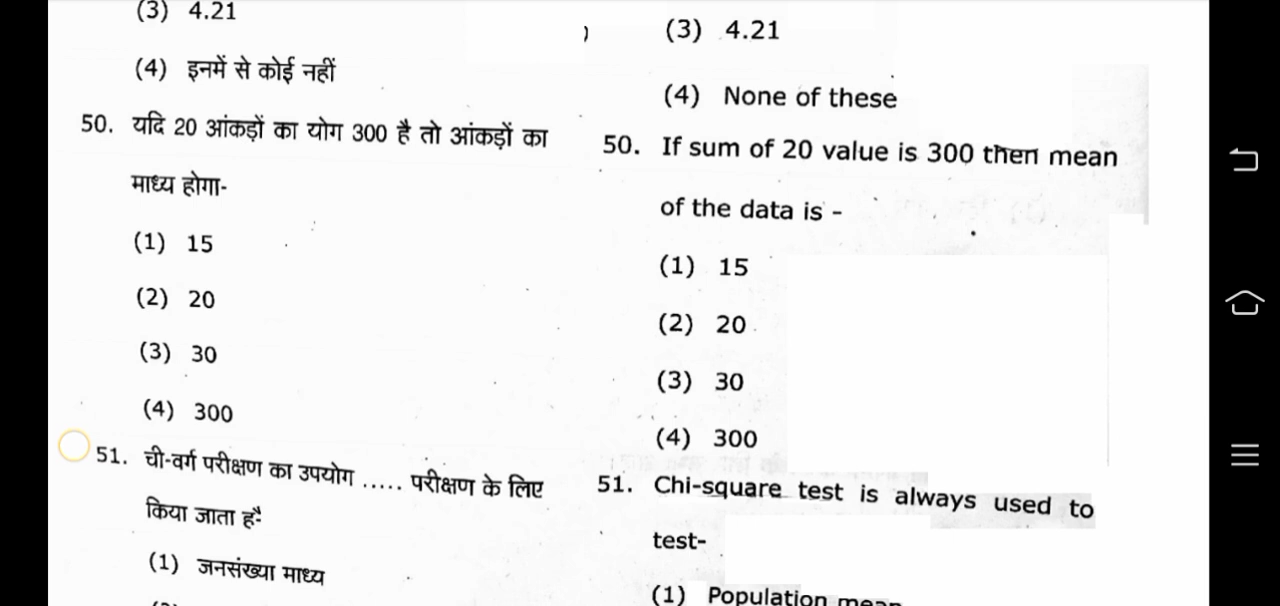 (3) 4.21
(4) इनमें से कोई नहीं
50. यदि 20 आंकड़ों का योग 300 है तो आंकड़ों का
माध्य होगा-
(1) 15
(2) 20
(3) 30
(4) 300
51. ची-वर्ग परीक्षण का उपयोग ..... परीक्षण के लिए
किया जाता है-
(1) जनसंख्या माध्य
(3) 4.21
(4) None of these
50. If sum of 20 value is 300 then mean
of the data is -
(1) 15
(2) 20
(3) 30
(4) 300
51. Chi-square test is always used to
test-
(1) Population mean